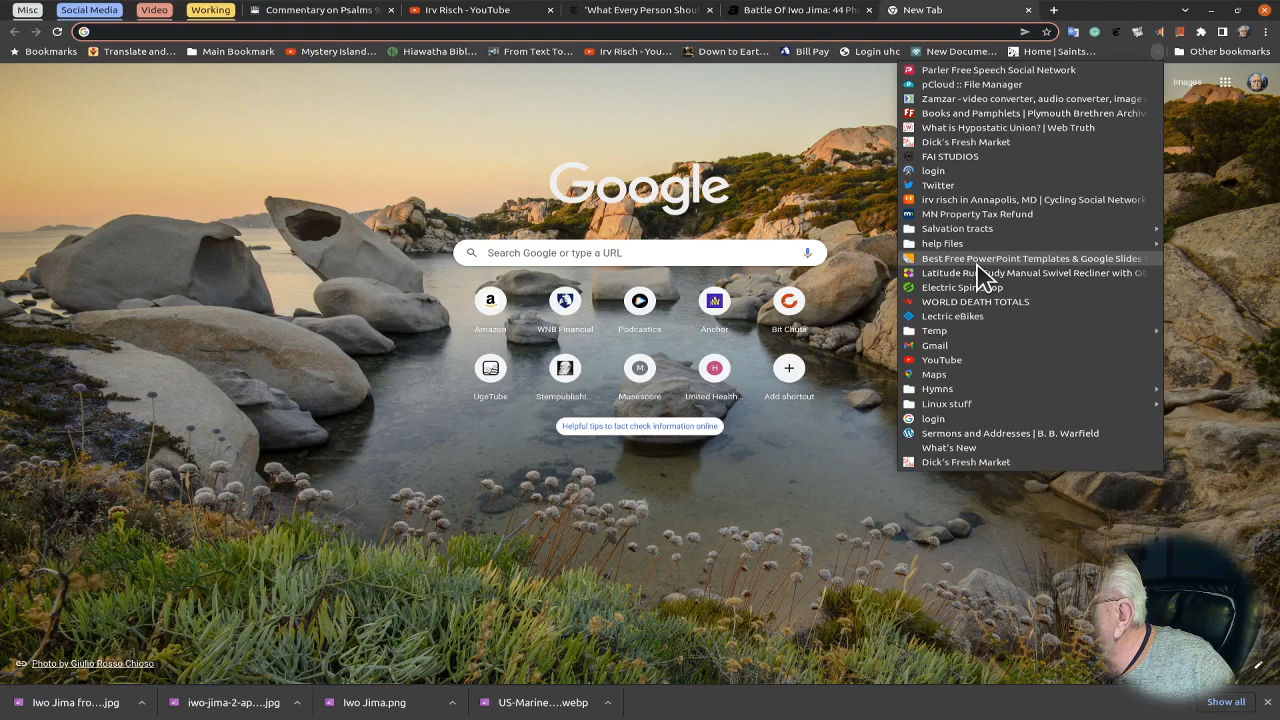 Misc
Social Media
Video
Working
Commentary on Psalms 9
Irv Risch - YouTube
'What Every Person Shou
Battle Of Iwo Jima: 44 Ph
New Tab
Bookmarks
Translate and...
Main Bookmark
Mystery Island...
Hiawatha Bibl...
From Text To...
Irv Risch - You...
Down to Eart...
Bill Pay
Login uhc
New Docume...
Home | Saints...
Other bookmarks
Images
Parler Free Speech Social Network
pCloud :: File Manager
Zamzar - video converter, audio converter, image
Books and Pamphlets | Plymouth Brethren Archiv
What is Hypostatic Union? | Web Truth
Dick's Fresh Market
FAI STUDIOS
login
Twitter
irv risch in Annapolis, MD | Cycling Social Network
MN Property Tax Refund
Salvation tracts
help files
Best Free PowerPoint Templates & Google Slides
Latitude Ru udy Manual Swivel Recliner with Ot
Electric Spi op
WORLD DEATH TOTALS
Lectric eBikes
Temp
Gmail
YouTube
Maps
Hymns
Linux stuff
login
Sermons and Addresses | B. B. Warfield
What's New
Dick's Fresh Market
Google
Search Google or type a URL
Amazon
WNB Financial
Podcastics
Anchor
Bit Chute
UgeTube
Stempublishi...
Musescore
United Health...
Add shortcut
Helpful tips to fact check information online
Photo by Giulio Rosso Chioso
Iwo Jima fro....jpg
iwo-jima-2-ap....jpg
Iwo Jima.png
US-Marine....webp
Show all